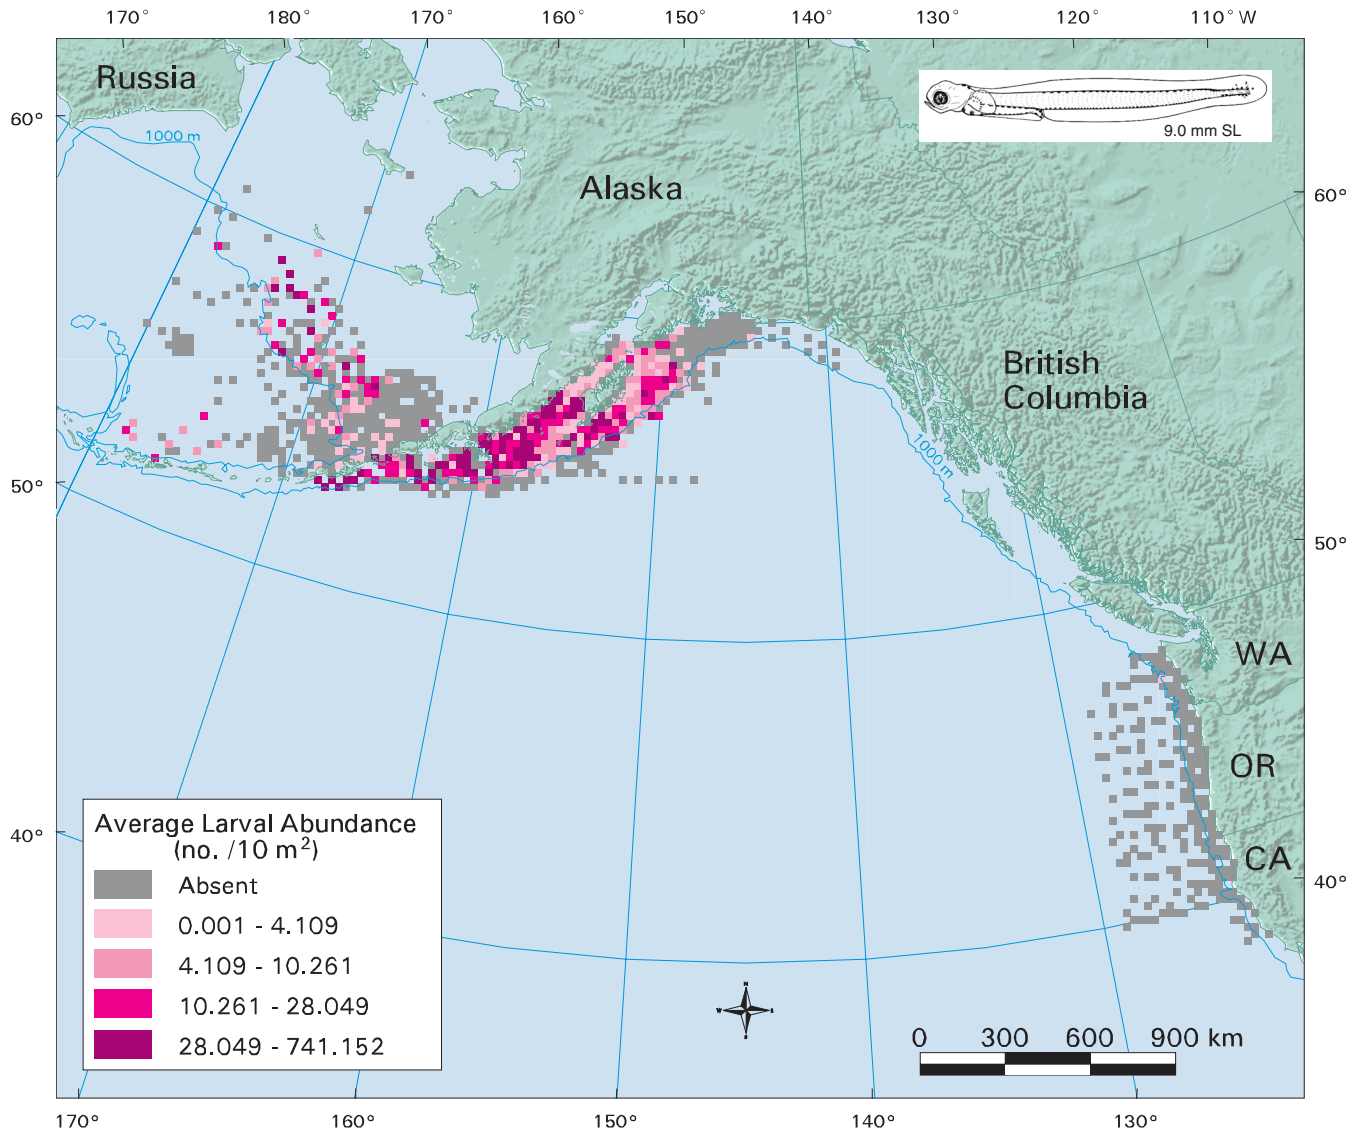 170° 180° 170° 160° 150° 140° 130° 120° 110° W
Russia
60°
1000 m
9.0 mm SL
Alaska
60°
British
Columbia
1000 m
50°
50°
WA
OR
CA
40°
40°
Average Larval Abundance
(no. /10 m²)
Absent
0.001 - 4.109
4.109 - 10.261
10.261 - 28.049
28.049 - 741.152
N
W
E
S
0 300 600 900 km
170° 160° 150° 140° 130°